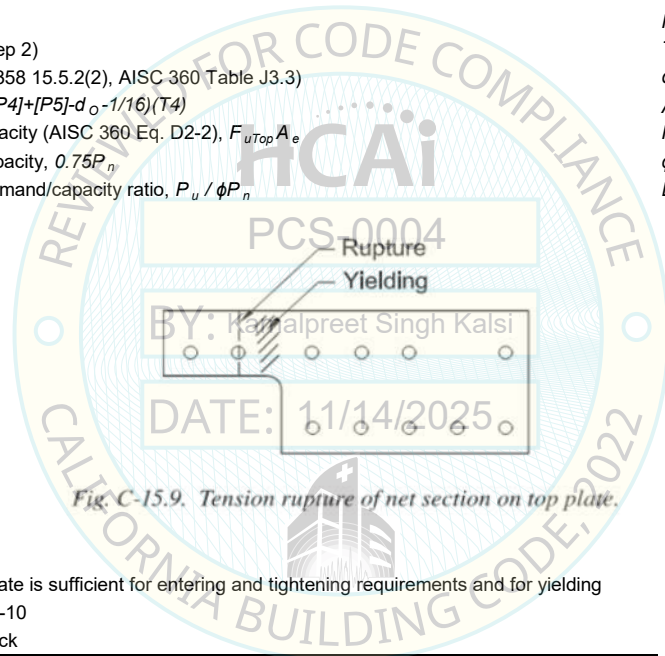 ep 2)
358 15.5.2(2), AISC 360 Table J3.3)
P4]+[P5]-d O -1/16)(T4)
pacity (AISC 360 Eq. D2-2), F uTop A e
pacity, 0.75P n
mand/capacity ratio, P u / ϕP n
REVIEWED FOR CODE COMPLIANCE
HCAi
PCS-0004
Rupture
Yielding
BY: Kamalpreet Singh Kalsi
DATE: 11/14/2025
Fig. C-15.9. Tension rupture of net section on top plate.
CALIFORNIA BUILDING CODE, 2022
ate is sufficient for entering and tightening requirements and for yielding
-10
ck